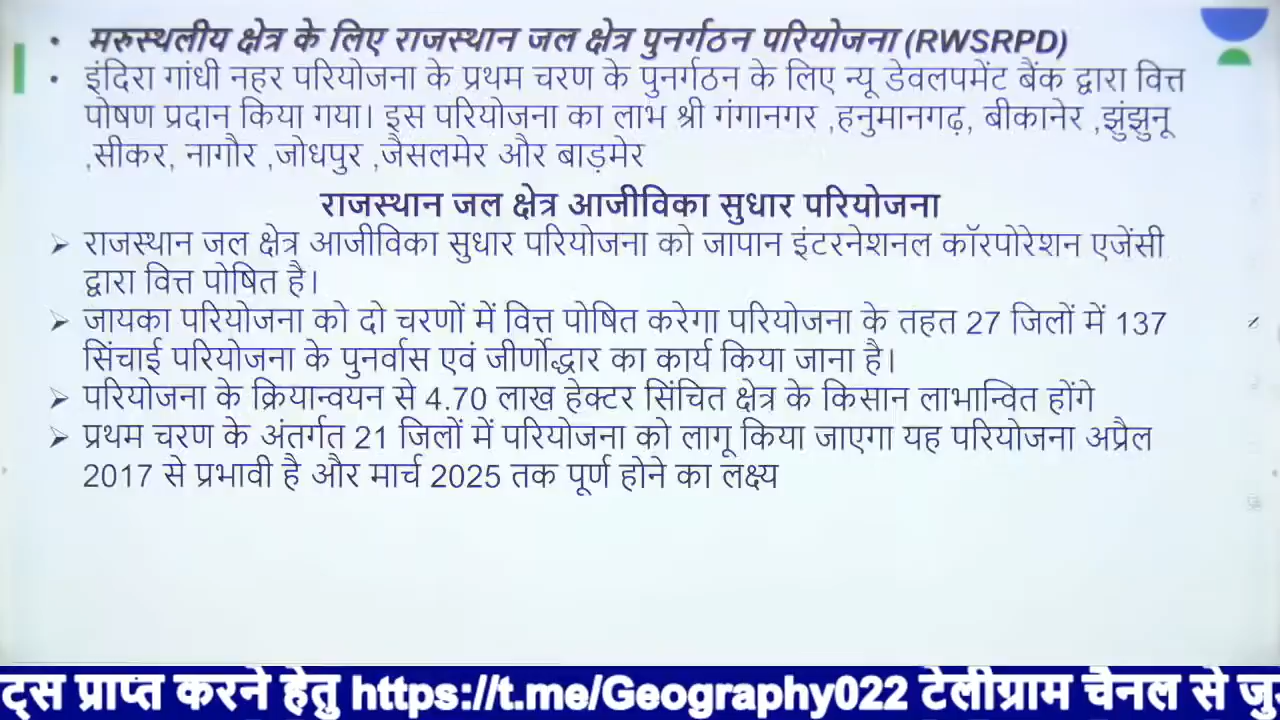 • मरुस्थलीय क्षेत्र के लिए राजस्थान जल क्षेत्र पुनर्गठन परियोजना (RWSRPD)
• इंदिरा गांधी नहर परियोजना के प्रथम चरण के पुनर्गठन के लिए न्यू डेवलपमेंट बैंक द्वारा वित्त
पोषण प्रदान किया गया। इस परियोजना का लाभ श्री गंगानगर ,हनुमानगढ़, बीकानेर ,झुंझुनू
,सीकर, नागौर ,जोधपुर ,जैसलमेर और बाड़मेर
राजस्थान जल क्षेत्र आजीविका सुधार परियोजना
➢ राजस्थान जल क्षेत्र आजीविका सुधार परियोजना को जापान इंटरनेशनल कॉरपोरेशन एजेंसी
द्वारा वित्त पोषित है।
➢ जायका परियोजना को दो चरणों में वित्त पोषित करेगा परियोजना के तहत 27 जिलों में 137
सिंचाई परियोजना के पुनर्वास एवं जीर्णोद्धार का कार्य किया जाना है।
➢ परियोजना के क्रियान्वयन से 4.70 लाख हेक्टर सिंचित क्षेत्र के किसान लाभान्वित होंगे
➢ प्रथम चरण के अंतर्गत 21 जिलों में परियोजना को लागू किया जाएगा यह परियोजना अप्रैल
2017 से प्रभावी है और मार्च 2025 तक पूर्ण होने का लक्ष्य
ट्स प्राप्त करने हेतु https://t.me/Geography022 टेलीग्राम चैनल से जु